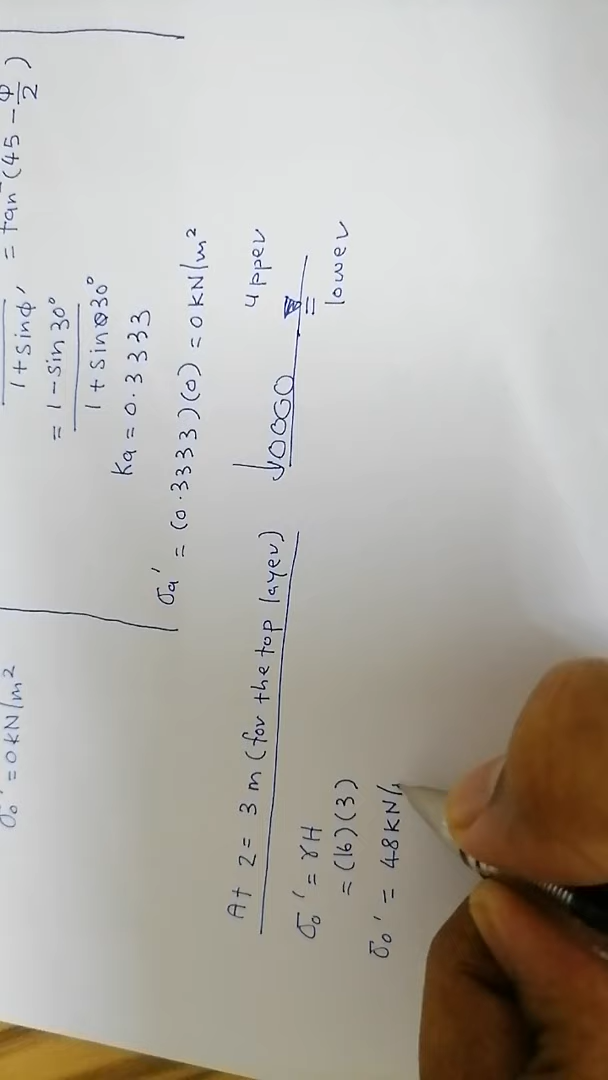 σo' = 0 kN/m²
1 + sinϕ' = tan²(45 - ϕ/2)
= 1 - sin 30°
1 + sin 30°
Ka = 0.3333
σa' = (0.3333)(0) = 0 kN/m²
At z = 3 m (for the top layer)
upper
lower
σo' = γH
= (16)(3)
σo' = 48 kN/